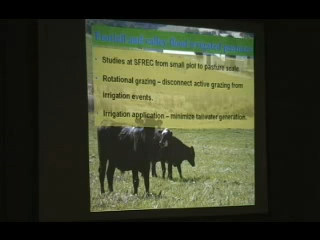 · Studies at SFREC from small plot to pasture scale.
· Rotational grazing – disconnect active grazing from
irrigation events.
· Irrigation application – minimize tailwater generation.